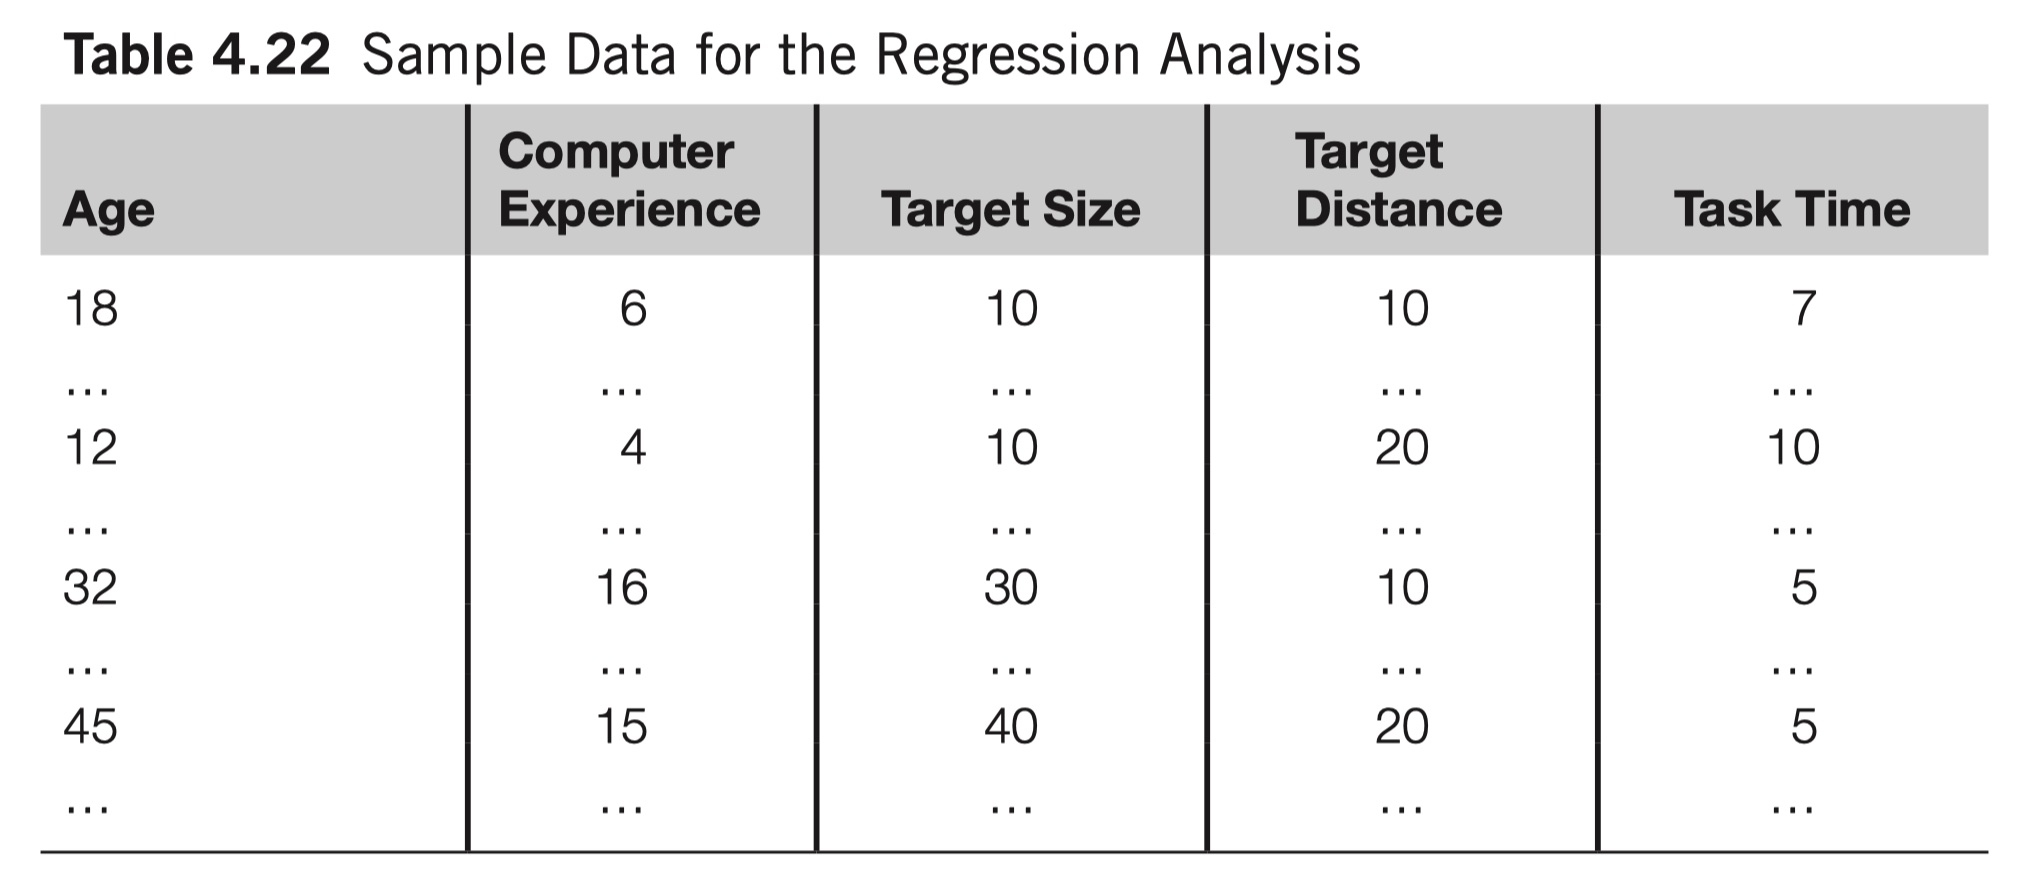 Table 4.22 Sample Data for the Regression Analysis
Age Computer Experience Target Size Target Distance Task Time
18 6 10 10 7
... ... ... ... ...
12 4 10 20 10
... ... ... ... ...
32 16 30 10 5
... ... ... ... ...
45 15 40 20 5
... ... ... ... ...